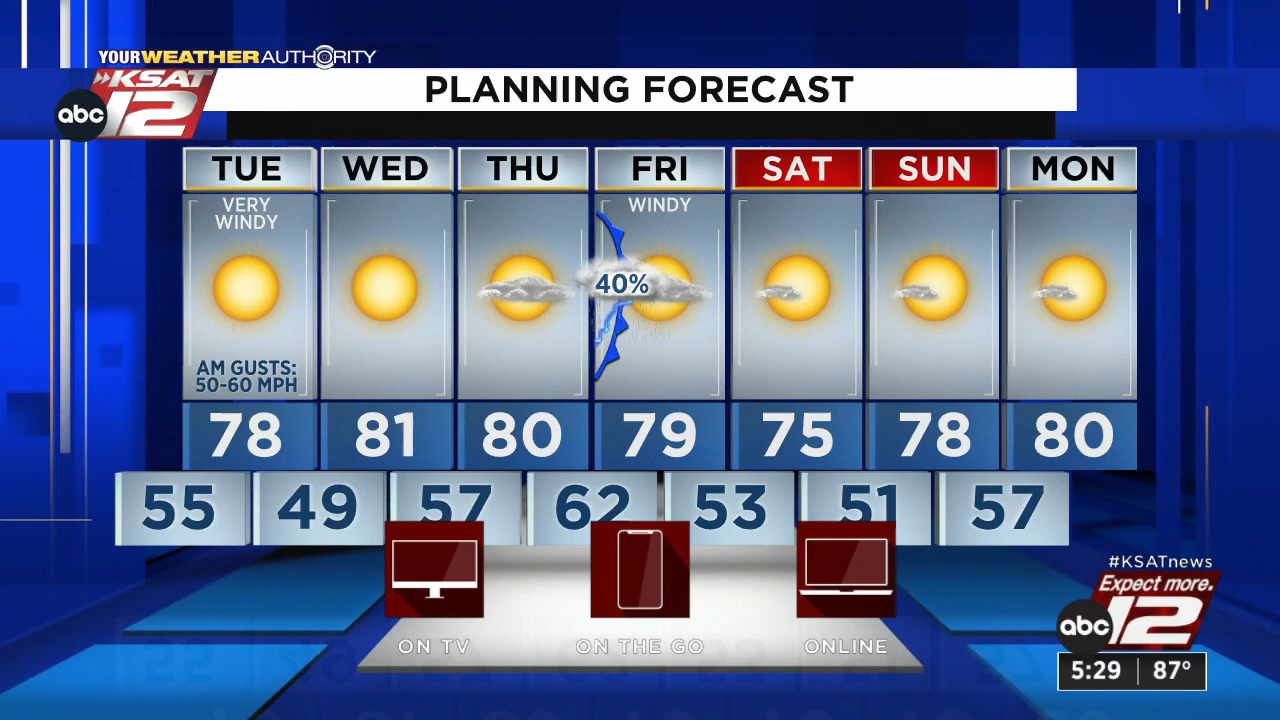 YOURWEATHERAUTHORITY
KSAT
abc 12
PLANNING FORECAST
TUE WED THU FRI SAT SUN MON
VERY
WINDY
WINDY
40%
AM GUSTS:
50-60 MPH
78 81 80 79 75 78 80
55 49 57 62 53 51 57
ON TV ON THE GO ONLINE
#KSATnews
Expect more.
abc 12
5:29 87°